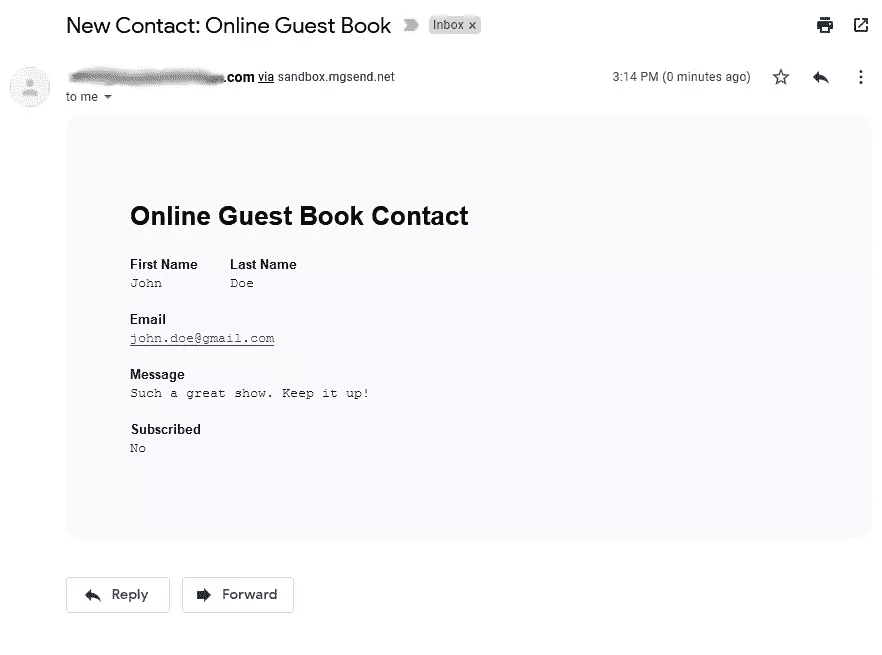 New Contact: Online Guest Book Inbox ×
.com via sandbox.mgsend.net 3:14 PM (0 minutes ago)
to me
Online Guest Book Contact
First Name Last Name
John Doe
Email
john.doe@gmail.com
Message
Such a great show. Keep it up!
Subscribed
No
Reply Forward